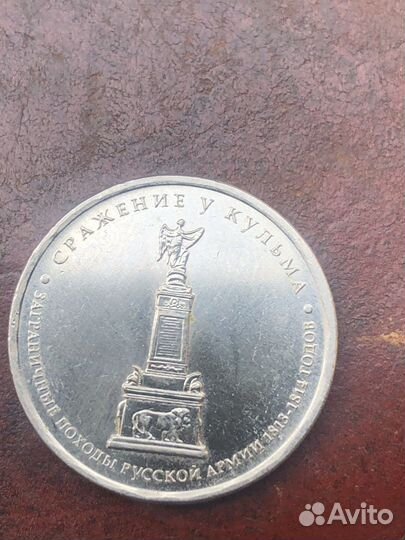 СРАЖЕНИЕ У КУЛЬМА
• ЗАГРАНИЧНЫЕ ПОХОДЫ РУССКОЙ АРМИИ 1813-1814 ГОДОВ •
Avito